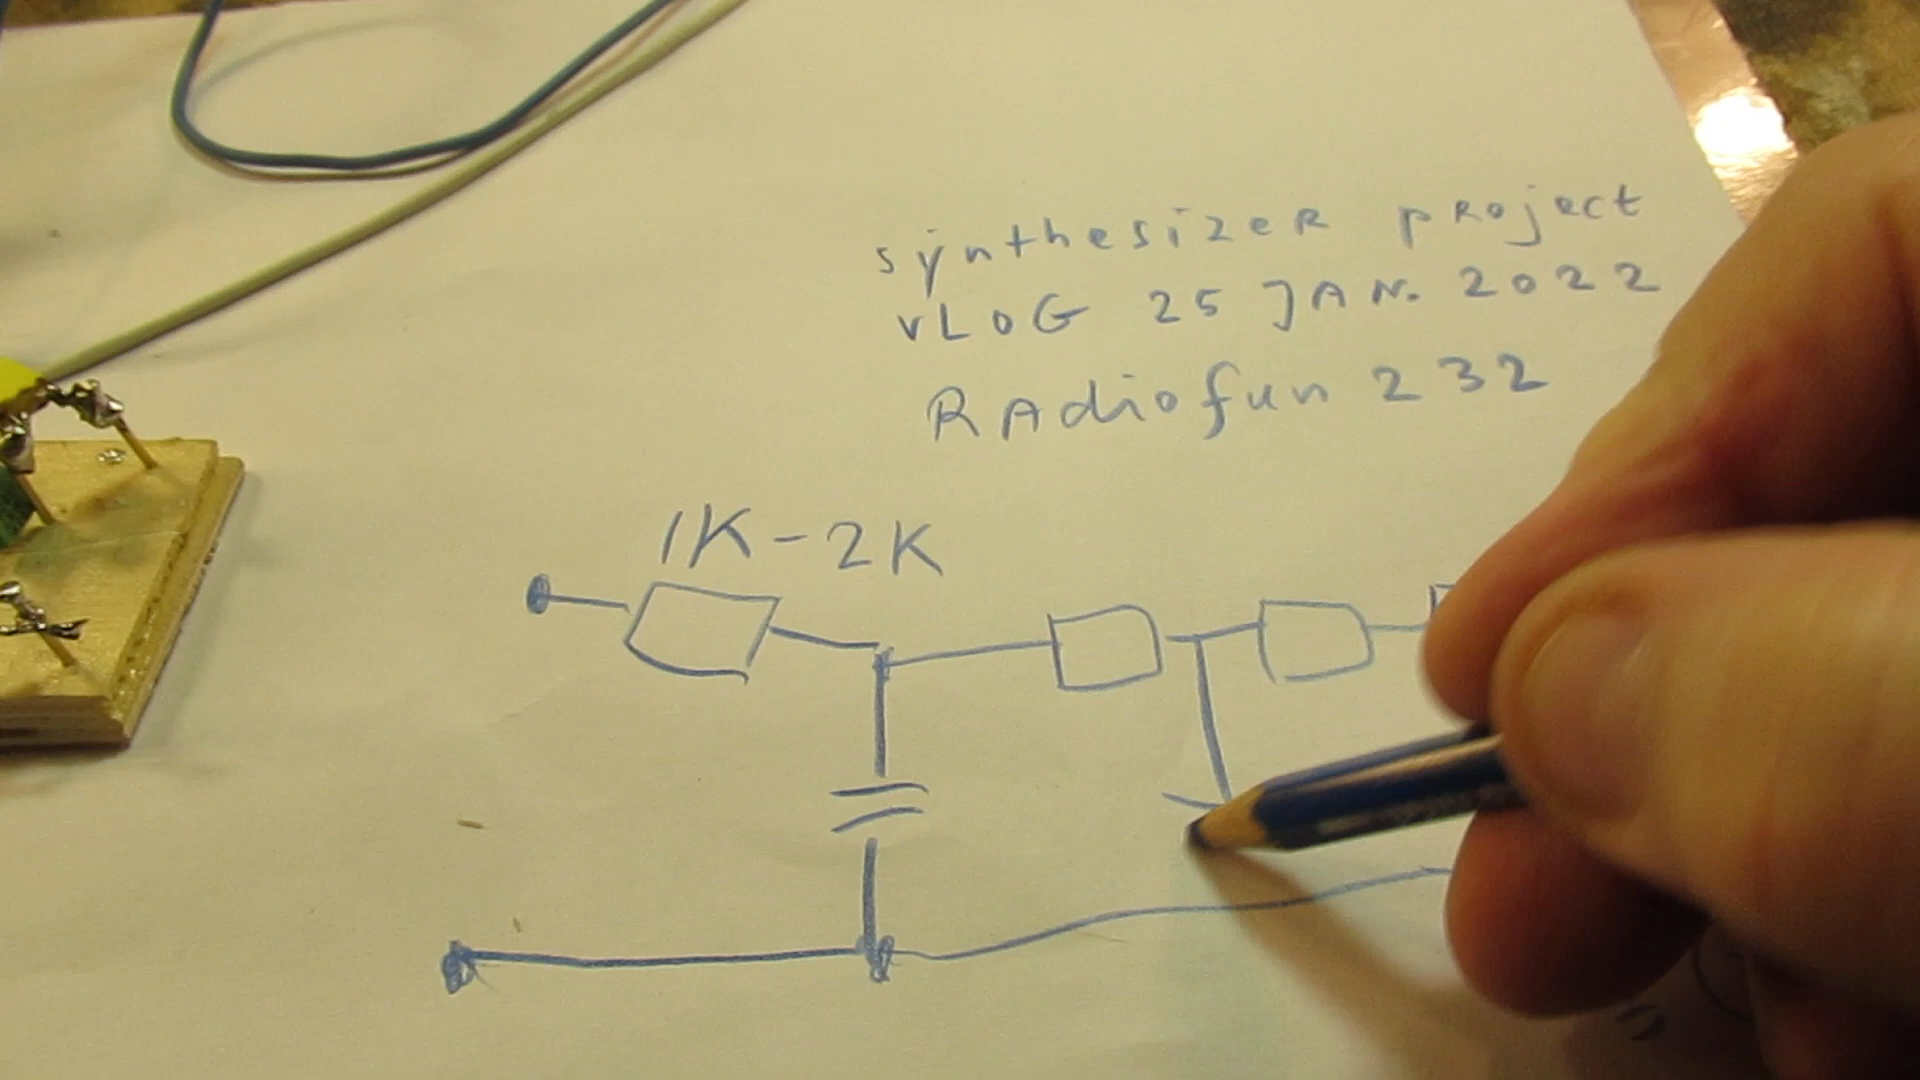 synthesizeR pRoject
vLoG 25 JAN. 2022
RAdiofun 232
1K-2K